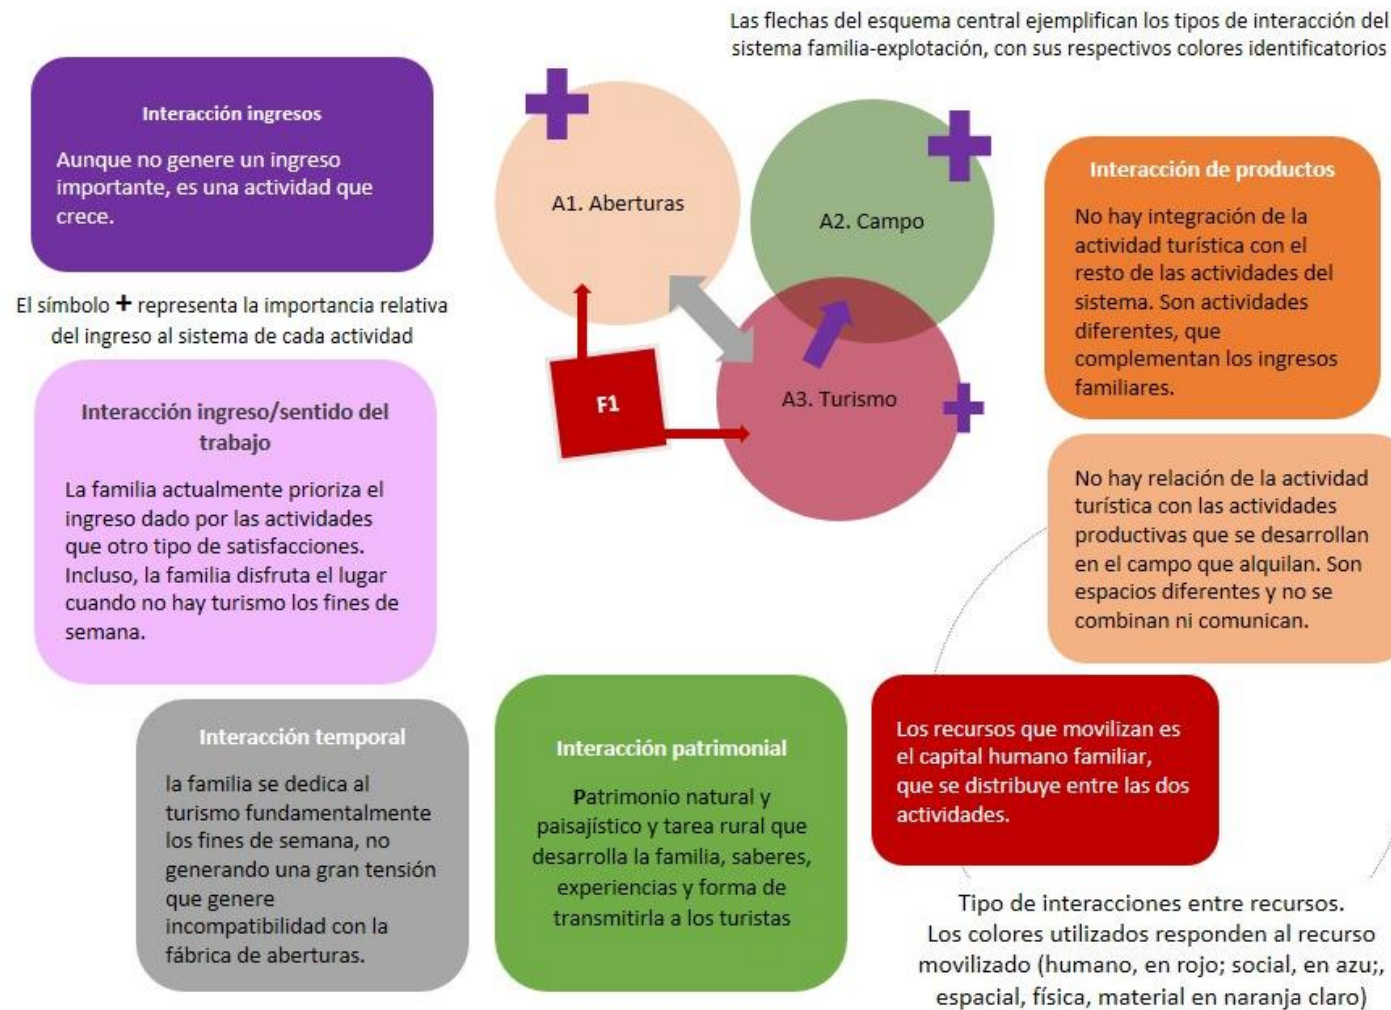 Las flechas del esquema central ejemplifican los tipos de interacción del
sistema familia-explotación, con sus respectivos colores identificatorios
Interacción ingresos
Aunque no genere un ingreso
importante, es una actividad que
crece.
El símbolo + representa la importancia relativa
del ingreso al sistema de cada actividad
Interacción ingreso/sentido del
trabajo
La familia actualmente prioriza el
ingreso dado por las actividades
que otro tipo de satisfacciones.
Incluso, la familia disfruta el lugar
cuando no hay turismo los fines de
semana.
A1. Aberturas
A2. Campo
F1
A3. Turismo
Interacción de productos
No hay integración de la
actividad turística con el
resto de las actividades del
sistema. Son actividades
diferentes, que
complementan los ingresos
familiares.
No hay relación de la actividad
turística con las actividades
productivas que se desarrollan
en el campo que alquilan. Son
espacios diferentes y no se
combinan ni comunican.
Interacción temporal
la familia se dedica al
turismo fundamentalmente
los fines de semana, no
generando una gran tensión
que genere
incompatibilidad con la
fábrica de aberturas.
Interacción patrimonial
Patrimonio natural y
paisajístico y tarea rural que
desarrolla la familia, saberes,
experiencias y forma de
transmitirla a los turistas
Los recursos que movilizan es
el capital humano familiar,
que se distribuye entre las dos
actividades.
Tipo de interacciones entre recursos.
Los colores utilizados responden al recurso
movilizado (humano, en rojo; social, en azu;,
espacial, física, material en naranja claro)